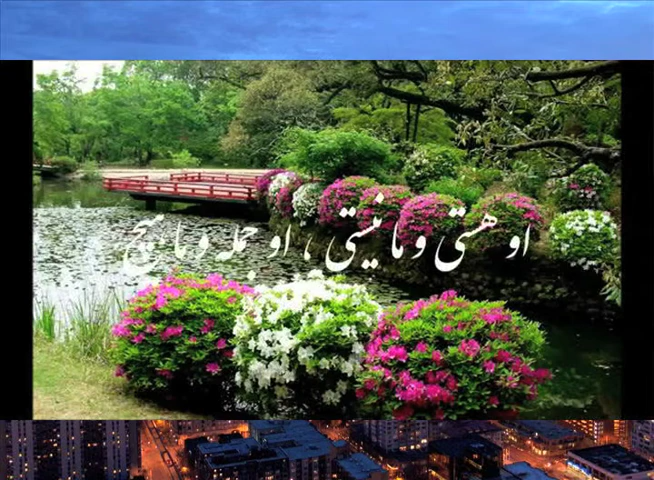 او هستی و ما نیستی ، او جمله و ما هیچ